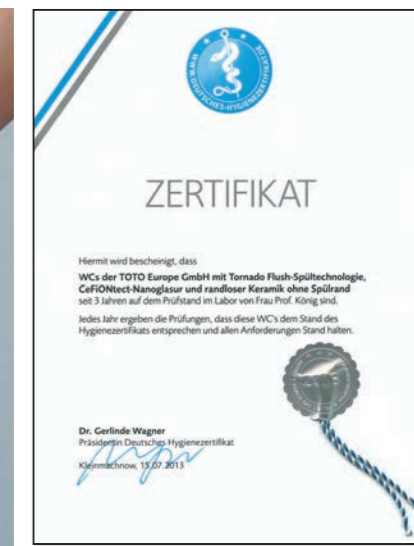 WWW.DEUTSCHES-HYGIENEZERTIFIKAT.DE
ZERTIFIKAT
Hiermit wird bescheinigt, dass
WCs der TOTO Europe GmbH mit Tornado Flush-Spültechnologie,
CeFiONtect-Nanoglasur und randloser Keramik ohne Spülrand
seit 3 Jahren auf dem Prüfstand im Labor von Frau Prof. König sind.
Jedes Jahr ergeben die Prüfungen, dass diese WC's dem Stand des
Hygienezertifikats entsprechen und allen Anforderungen Stand halten.
Dr. Gerlinde Wagner
Präsidentin Deutsches Hygienezertifikat
Kleinmachnow, 15.07.2013